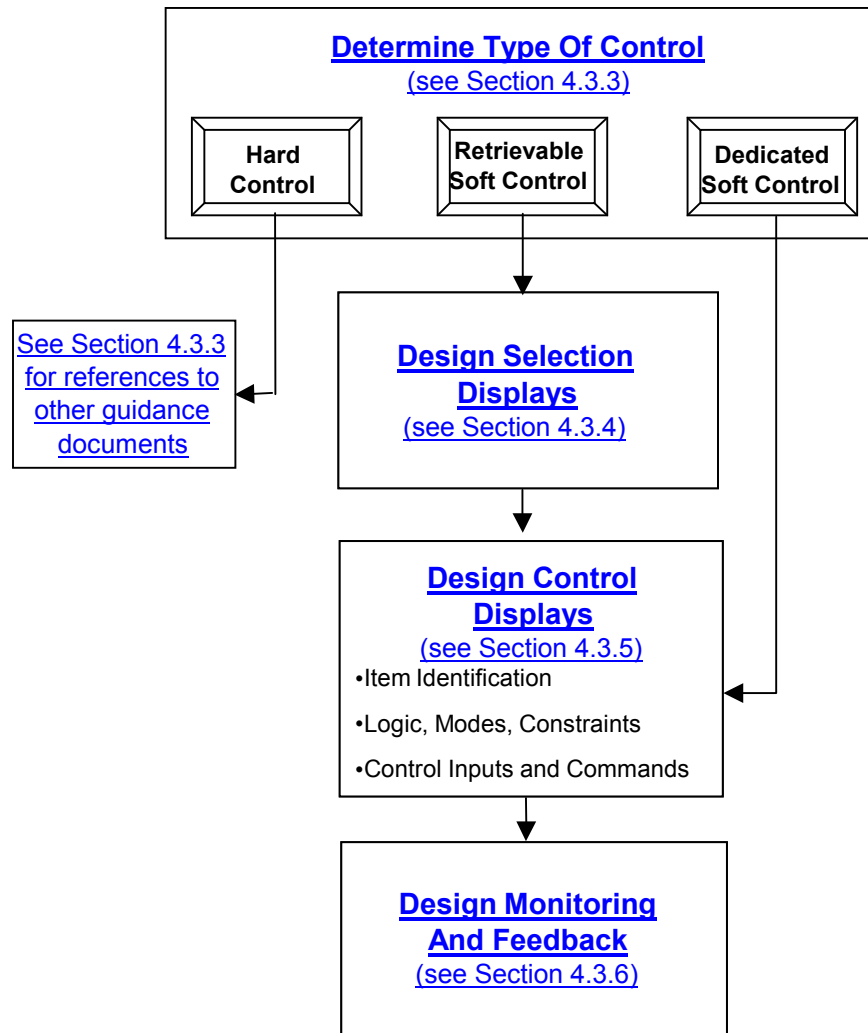 Determine Type Of Control
(see Section 4.3.3)
Hard
Control
Retrievable
Soft Control
Dedicated
Soft Control
See Section 4.3.3
for references to
other guidance
documents
Design Selection
Displays
(see Section 4.3.4)
Design Control
Displays
(see Section 4.3.5)
•Item Identification
•Logic, Modes, Constraints
•Control Inputs and Commands
Design Monitoring
And Feedback
(see Section 4.3.6)